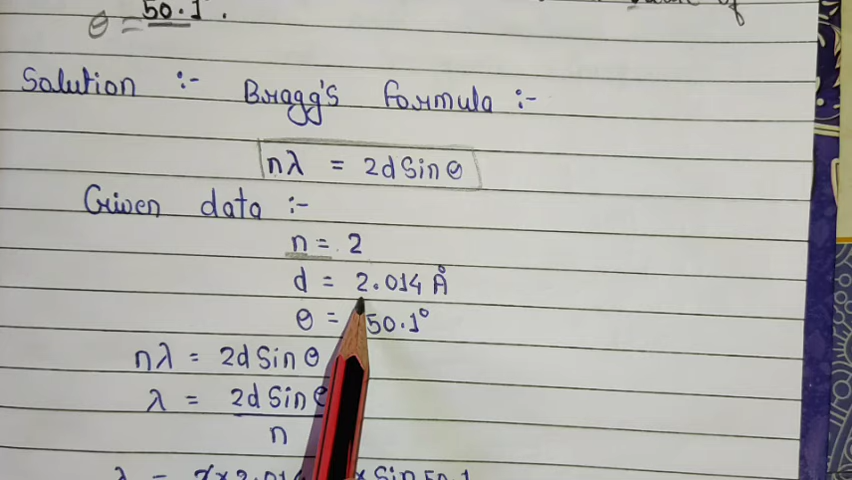 θ = 50.1°.
Solution :- Bragg's formula :-
nλ = 2d Sin θ
Given data :-
n = 2
d = 2.014 Å
θ = 50.1°
nλ = 2d Sin θ
λ = 2d Sin θ
n